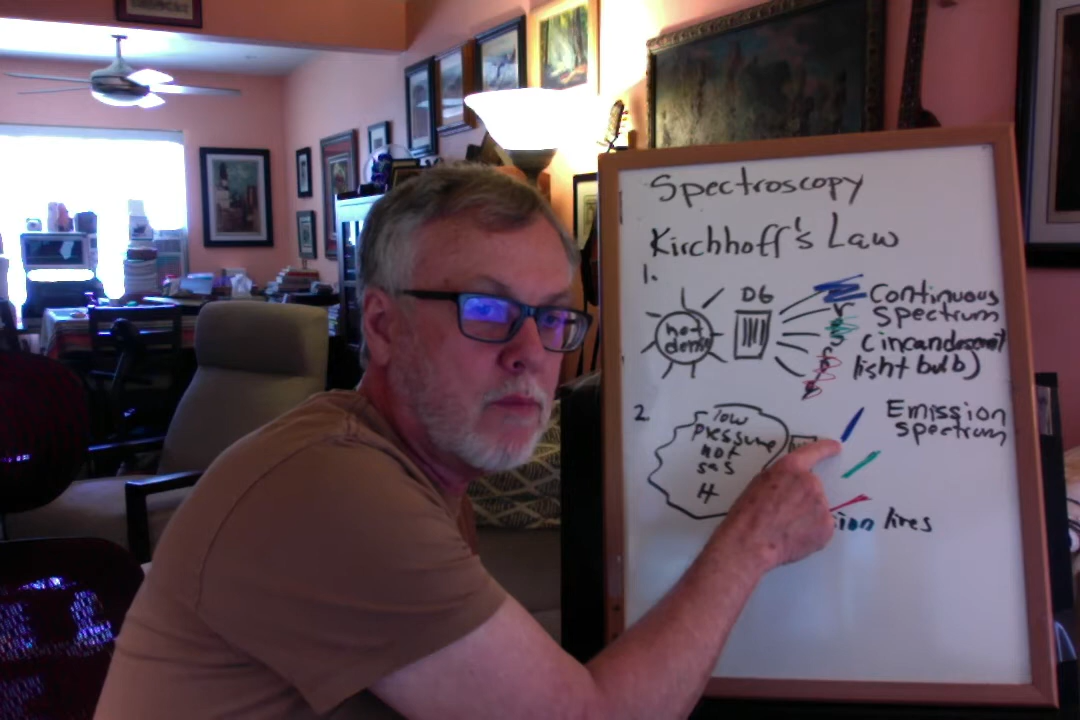 Spectroscopy
Kirchhoff's Law
1.
hot
dense
DG
Continuous
spectrum
(incandescent
light bulb)
2.
low
pressure
hot
gas
H
Emission
spectrum
lines